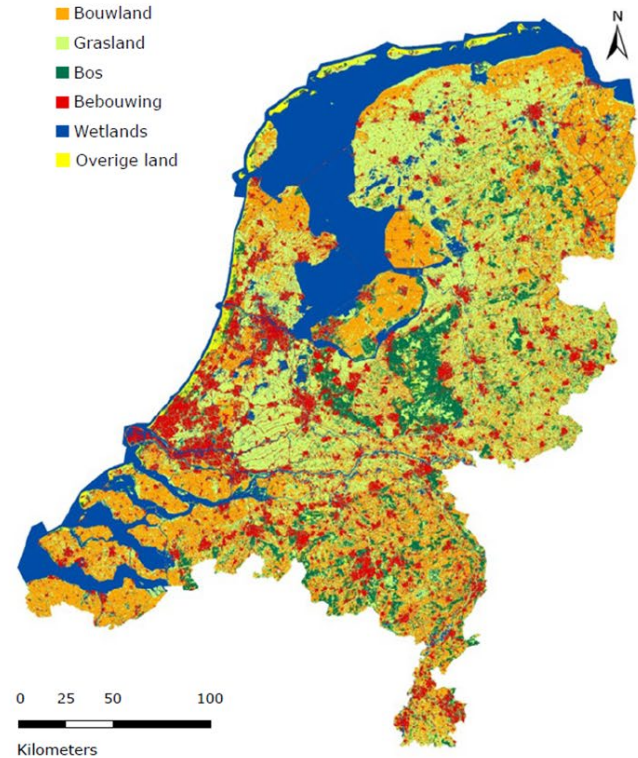 Bouwland
Grasland
Bos
Bebouwing
Wetlands
Overige land
N
0 25 50 100
Kilometers